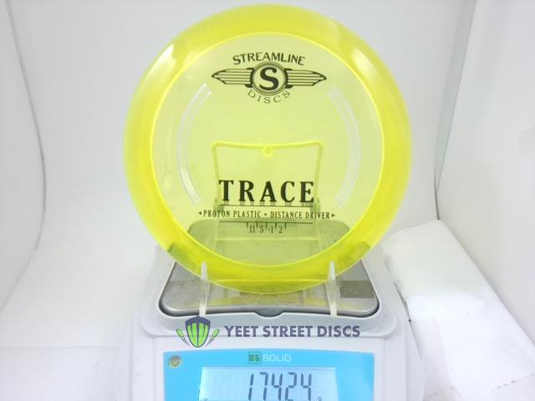 STREAMLINE
S
DISCS
TRACE
PROTON PLASTIC • DISTANCE DRIVER
11 | 5 | -1 | 2
YEET STREET DISCS
US SOLID
174.24 g